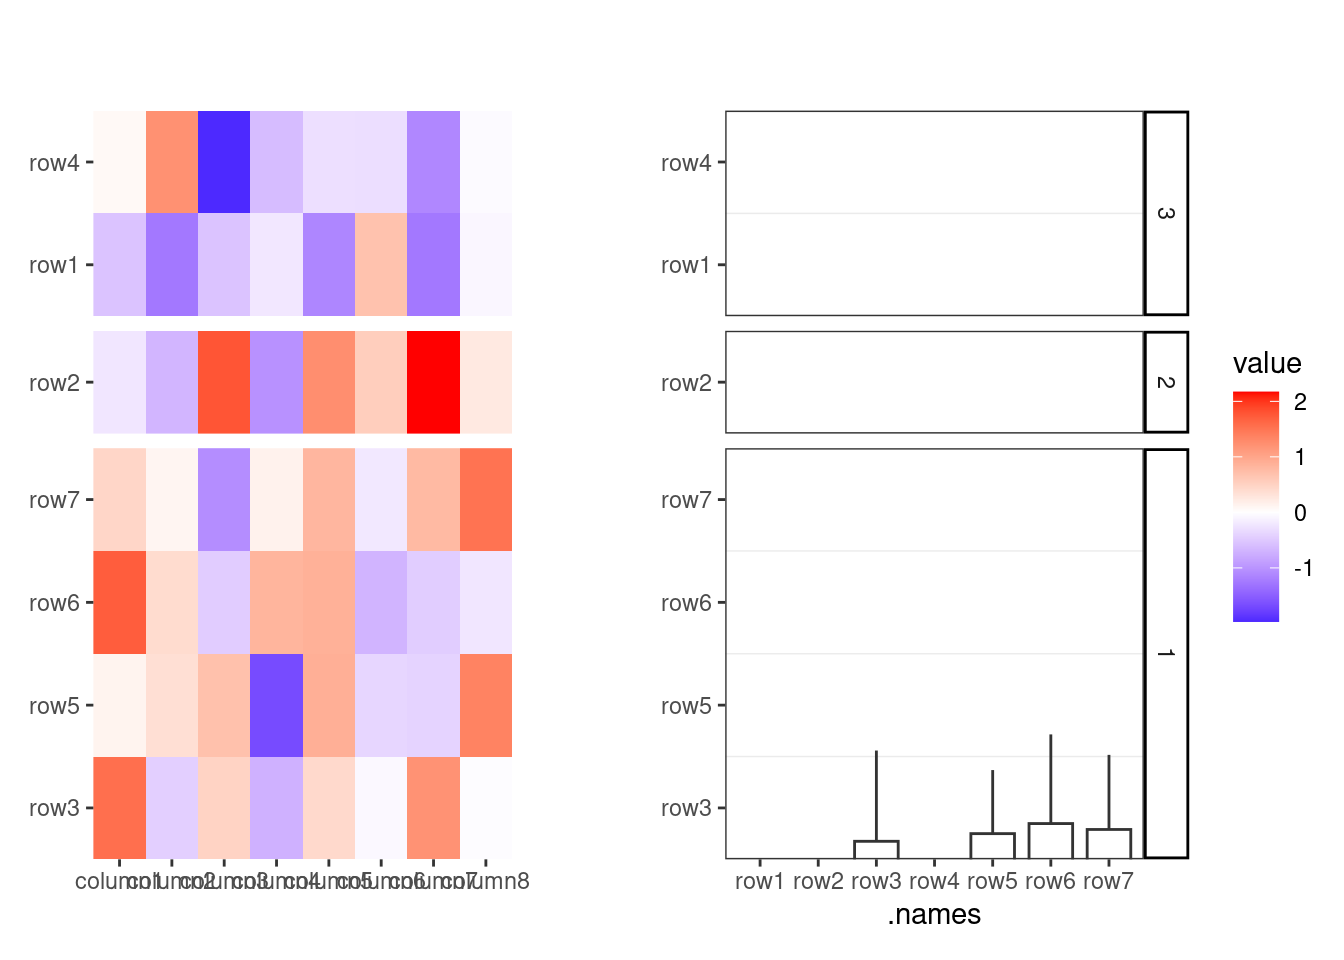 row4
row1
row2
row7
row6
row5
row3
column1 column2 column3 column4 column5 column6 column7 column8
row4
row1
row2
row7
row6
row5
row3
3
2
1
row1 row2 row3 row4 row5 row6 row7
.names
value
2
1
0
-1